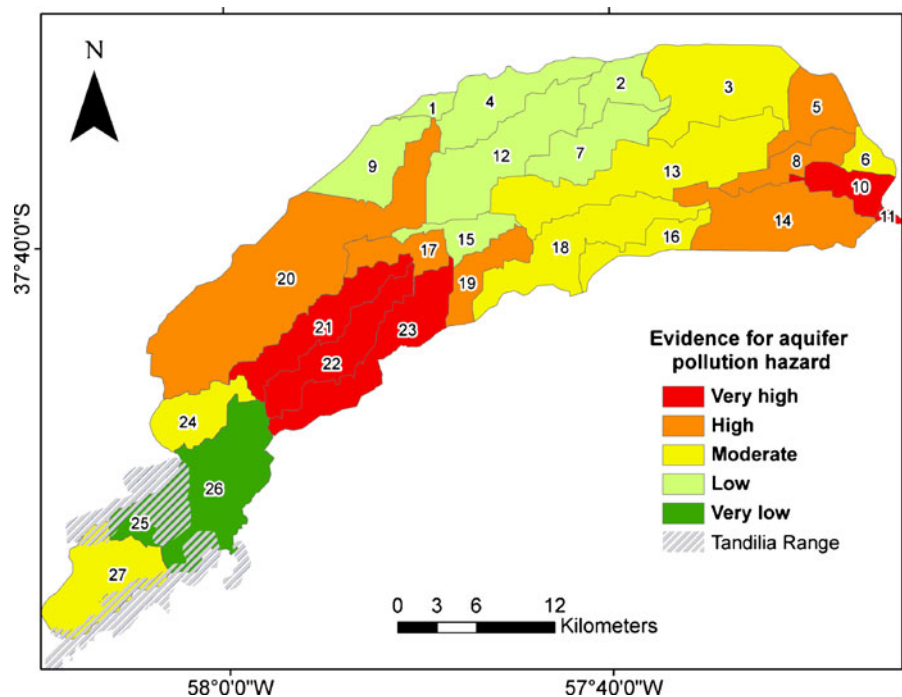 N
1
2
3
4
5
6
7
8
9
10
11
12
13
14
15
16
17
18
19
20
21
22
23
24
25
26
27
37°40'0"S
58°0'0"W
57°40'0"W
Evidence for aquifer
pollution hazard
Very high
High
Moderate
Low
Very low
Tandilia Range
0 3 6 12
Kilometers